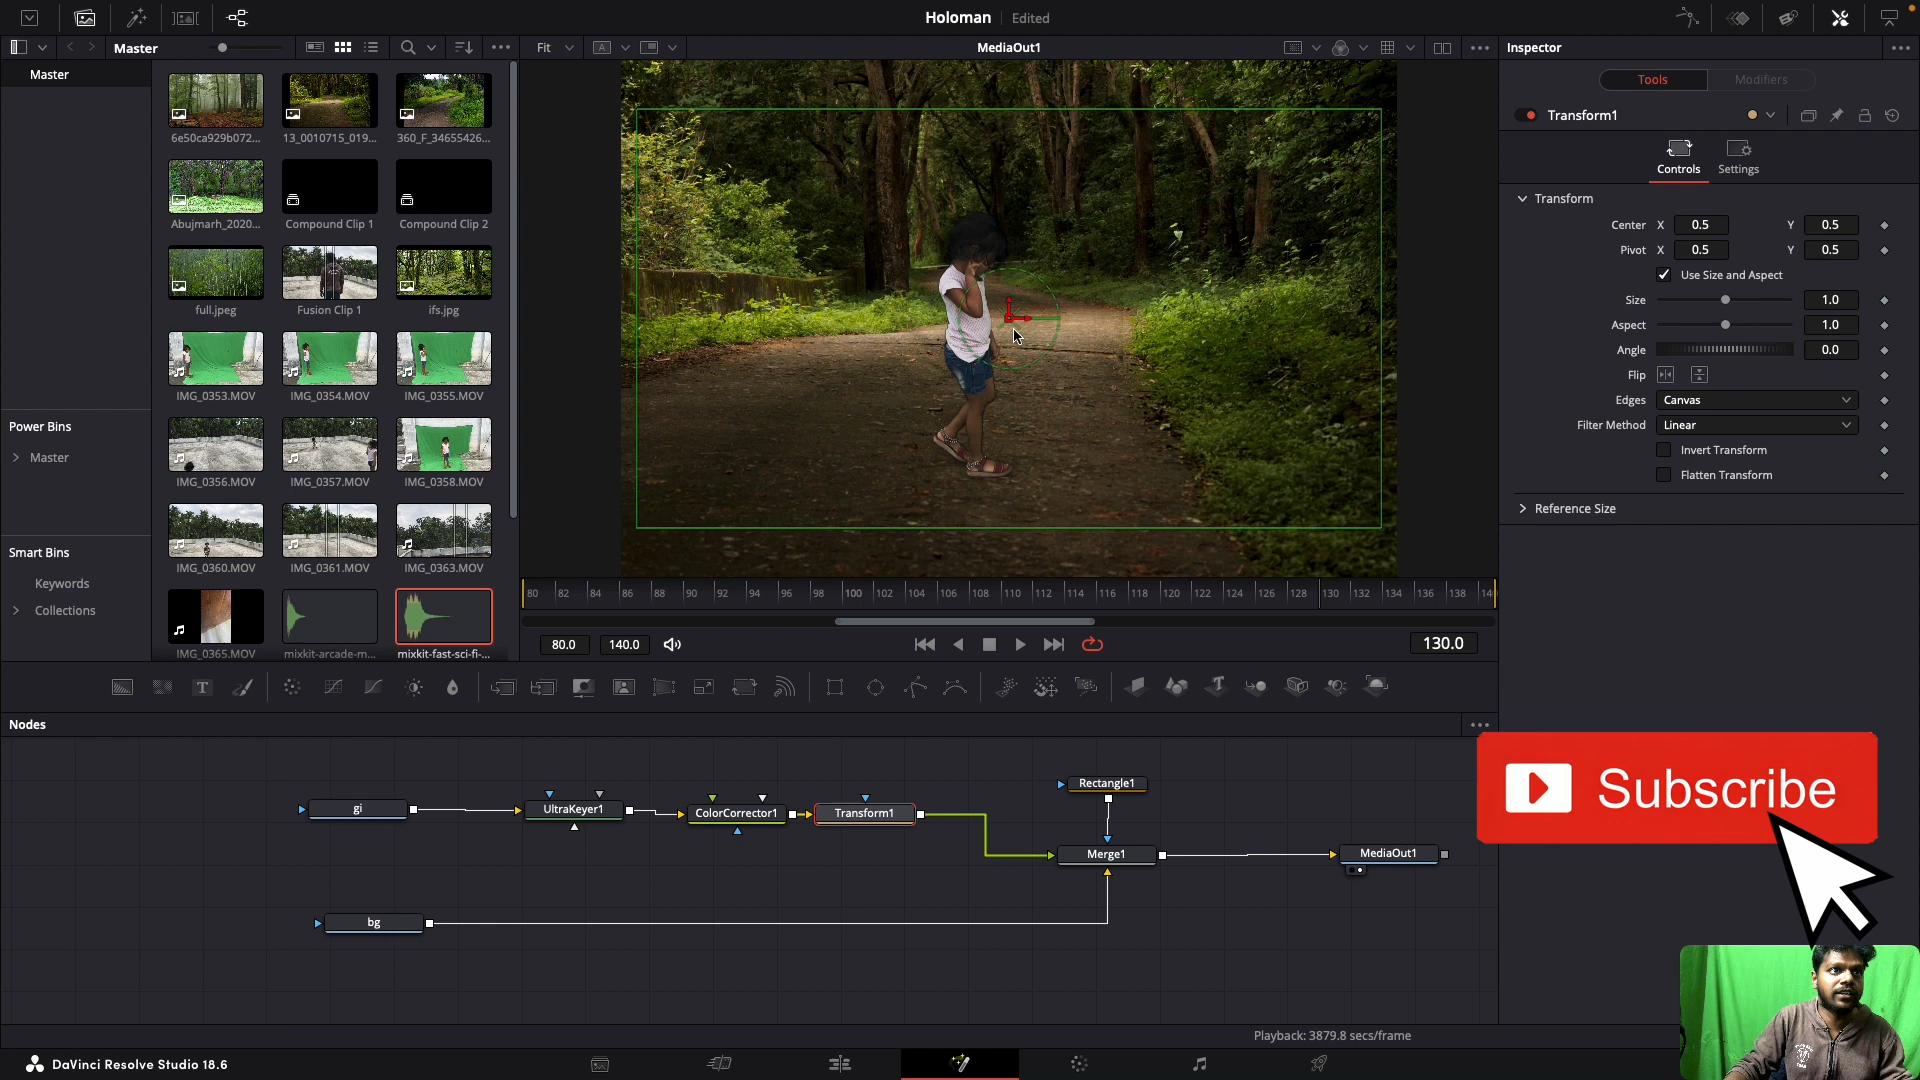 Holoman Edited
Master
Fit
A
MediaOut1
Inspector
Master
Tools Modifiers
Transform1
Controls Settings
6e50ca929b072... 13_0010715_019... 360_F_34655426...
Abujmarh_2020... Compound Clip 1 Compound Clip 2
full.jpeg Fusion Clip 1 ifs.jpg
IMG_0353.MOV IMG_0354.MOV IMG_0355.MOV
IMG_0356.MOV IMG_0357.MOV IMG_0358.MOV
IMG_0360.MOV IMG_0361.MOV IMG_0363.MOV
IMG_0365.MOV mixkit-arcade-m... mixkit-fast-sci-fi-...
Power Bins
Master
Smart Bins
Keywords
Collections
Transform
Center X 0.5 Y 0.5
Pivot X 0.5 Y 0.5
Use Size and Aspect
Size 1.0
Aspect 1.0
Angle 0.0
Flip
Edges Canvas
Filter Method Linear
Invert Transform
Flatten Transform
Reference Size
80 82 84 86 88 90 92 94 96 98 100 102 104 106 108 110 112 114 116 118 120 122 124 126 128 130 132 134 136 138
80.0 140.0 130.0
T
Nodes
gi UltraKeyer1 ColorCorrector1 Transform1 Rectangle1
Merge1 MediaOut1
bg
Subscribe
Playback: 3879.8 secs/frame
DaVinci Resolve Studio 18.6